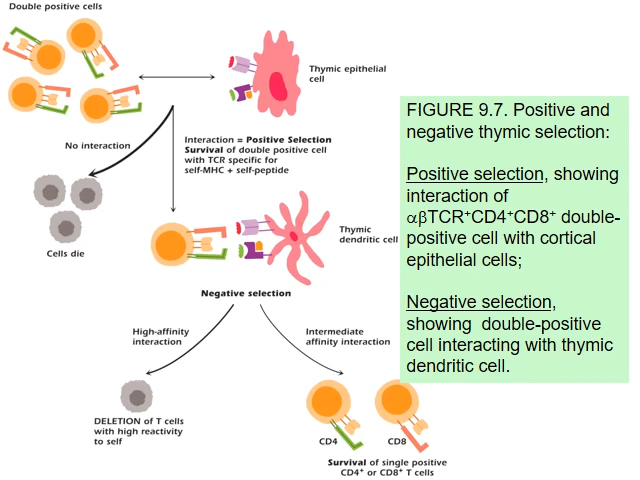 Double positive cells
Thymic epithelial
cell
No interaction
Interaction = Positive Selection
Survival of double positive cell
with TCR specific for
self-MHC + self-peptide
Cells die
Thymic
dendritic cell
Negative selection
High-affinity
interaction
Intermediate
affinity interaction
DELETION of T cells
with high reactivity
to self
CD4
CD8
Survival of single positive
CD4⁺ or CD8⁺ T cells
FIGURE 9.7. Positive and
negative thymic selection:
Positive selection, showing
interaction of
αβTCR⁺CD4⁺CD8⁺ double-
positive cell with cortical
epithelial cells;
Negative selection,
showing double-positive
cell interacting with thymic
dendritic cell.